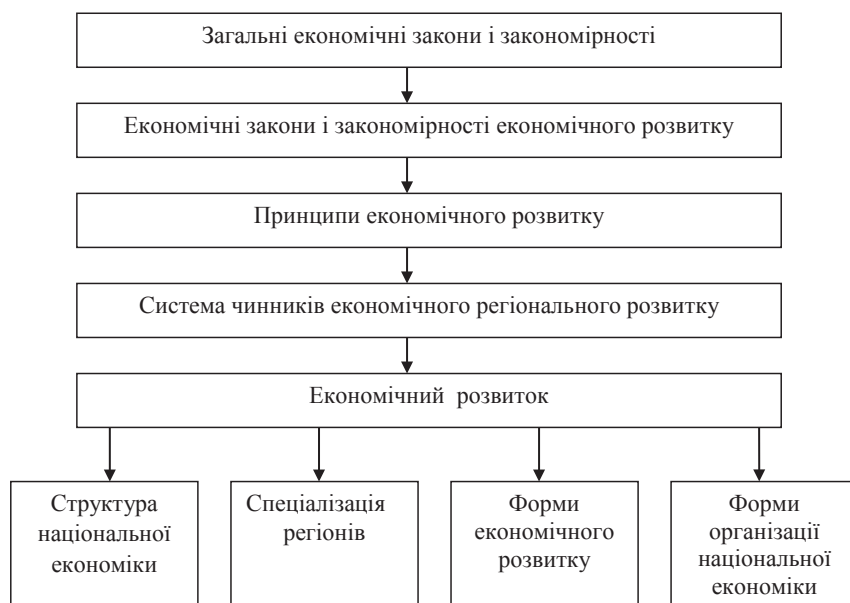 Загальні економічні закони і закономірності
Економічні закони і закономірності економічного розвитку
Принципи економічного розвитку
Система чинників економічного регіонального розвитку
Економічний розвиток
Структура
національної
економіки
Спеціалізація
регіонів
Форми
економічного
розвитку
Форми
організації
національної
економіки